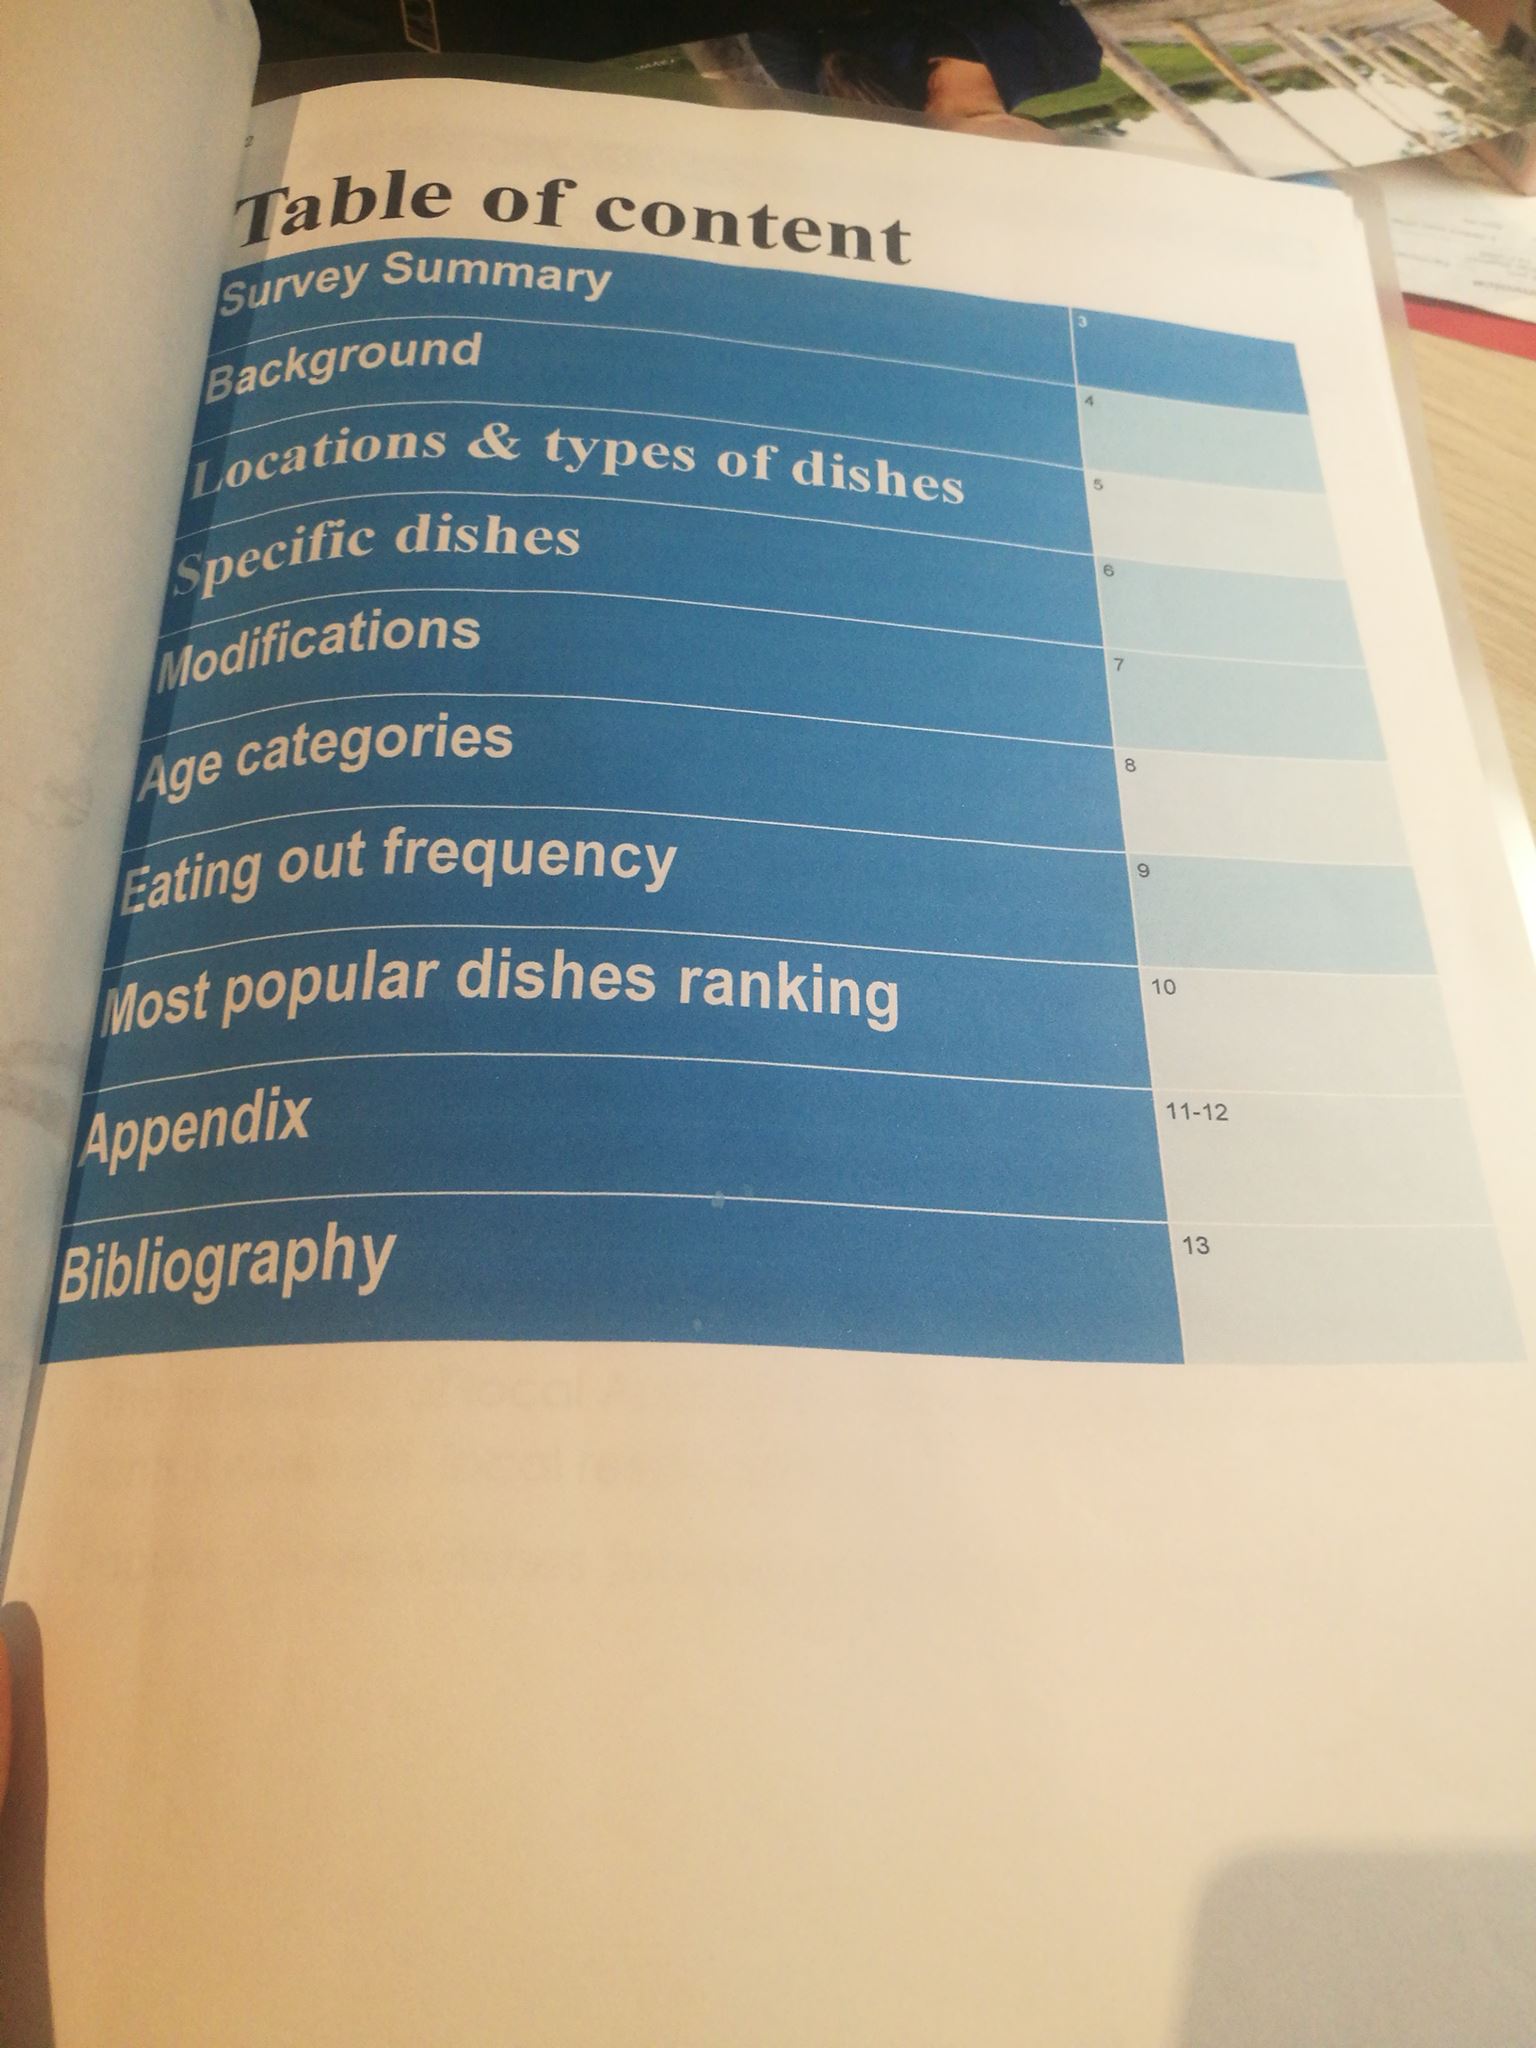 2
Table of content
Survey Summary 3
Background 4
Locations & types of dishes 5
Specific dishes 6
Modifications 7
Age categories 8
Eating out frequency 9
Most popular dishes ranking 10
Appendix 11-12
Bibliography 13